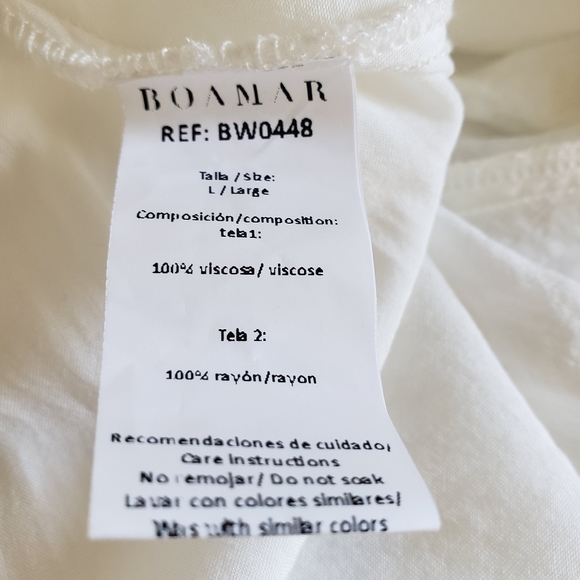 BOAMAR
REF: BW0448
Talla / Size:
L / Large
Composición/composition:
tela1:
100% viscosa/ viscose
Tela 2:
100% rayón/rayon
Recomendaciones de cuidado/
Care Instructions
No remojar/ Do not soak
Lavar con colores similares/
with similar colors